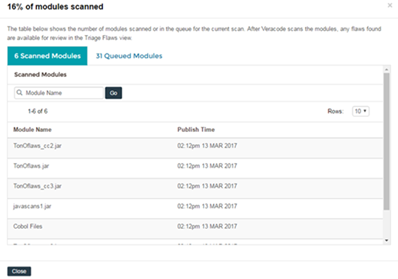 16% of modules scanned
×
The table below shows the number of modules scanned or in the queue for the current scan. After Veracode scans the modules, any flaws found
are available for review in the Triage Flaws view.
6 Scanned Modules 31 Queued Modules
Scanned Modules
Module Name Go
1-6 of 6 Rows: 10
Module Name Publish Time
TonOflaws_cc2.jar 02:12pm 13 MAR 2017
TonOflaws.jar 02:12pm 13 MAR 2017
TonOflaws_cc3.jar 02:12pm 13 MAR 2017
javascans1.jar 02:12pm 13 MAR 2017
Cobol Files 02:12pm 13 MAR 2017
Close